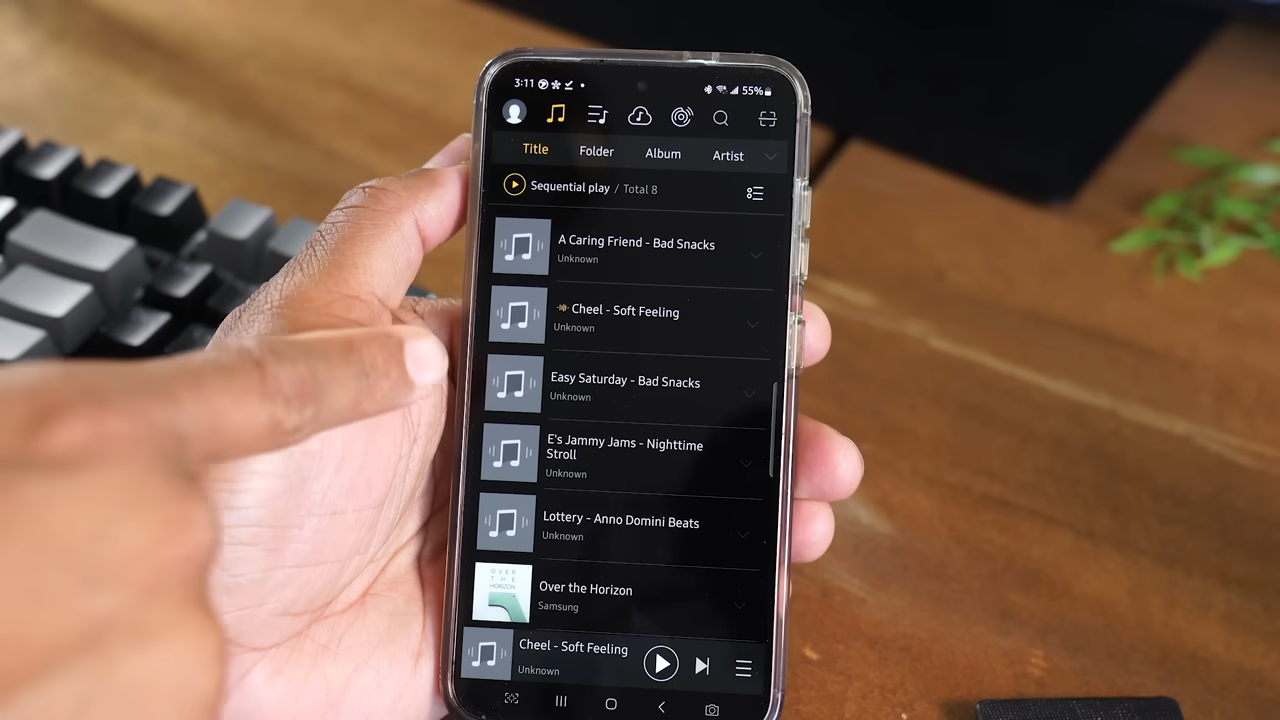 3:11
55%
Title Folder Album Artist
Sequential play / Total 8
A Caring Friend - Bad Snacks
Unknown
Cheel - Soft Feeling
Unknown
Easy Saturday - Bad Snacks
Unknown
E's Jammy Jams - Nighttime
Stroll
Unknown
Lottery - Anno Domini Beats
Unknown
OVER
THE
HORIZON
Over the Horizon
Samsung
Cheel - Soft Feeling
Unknown